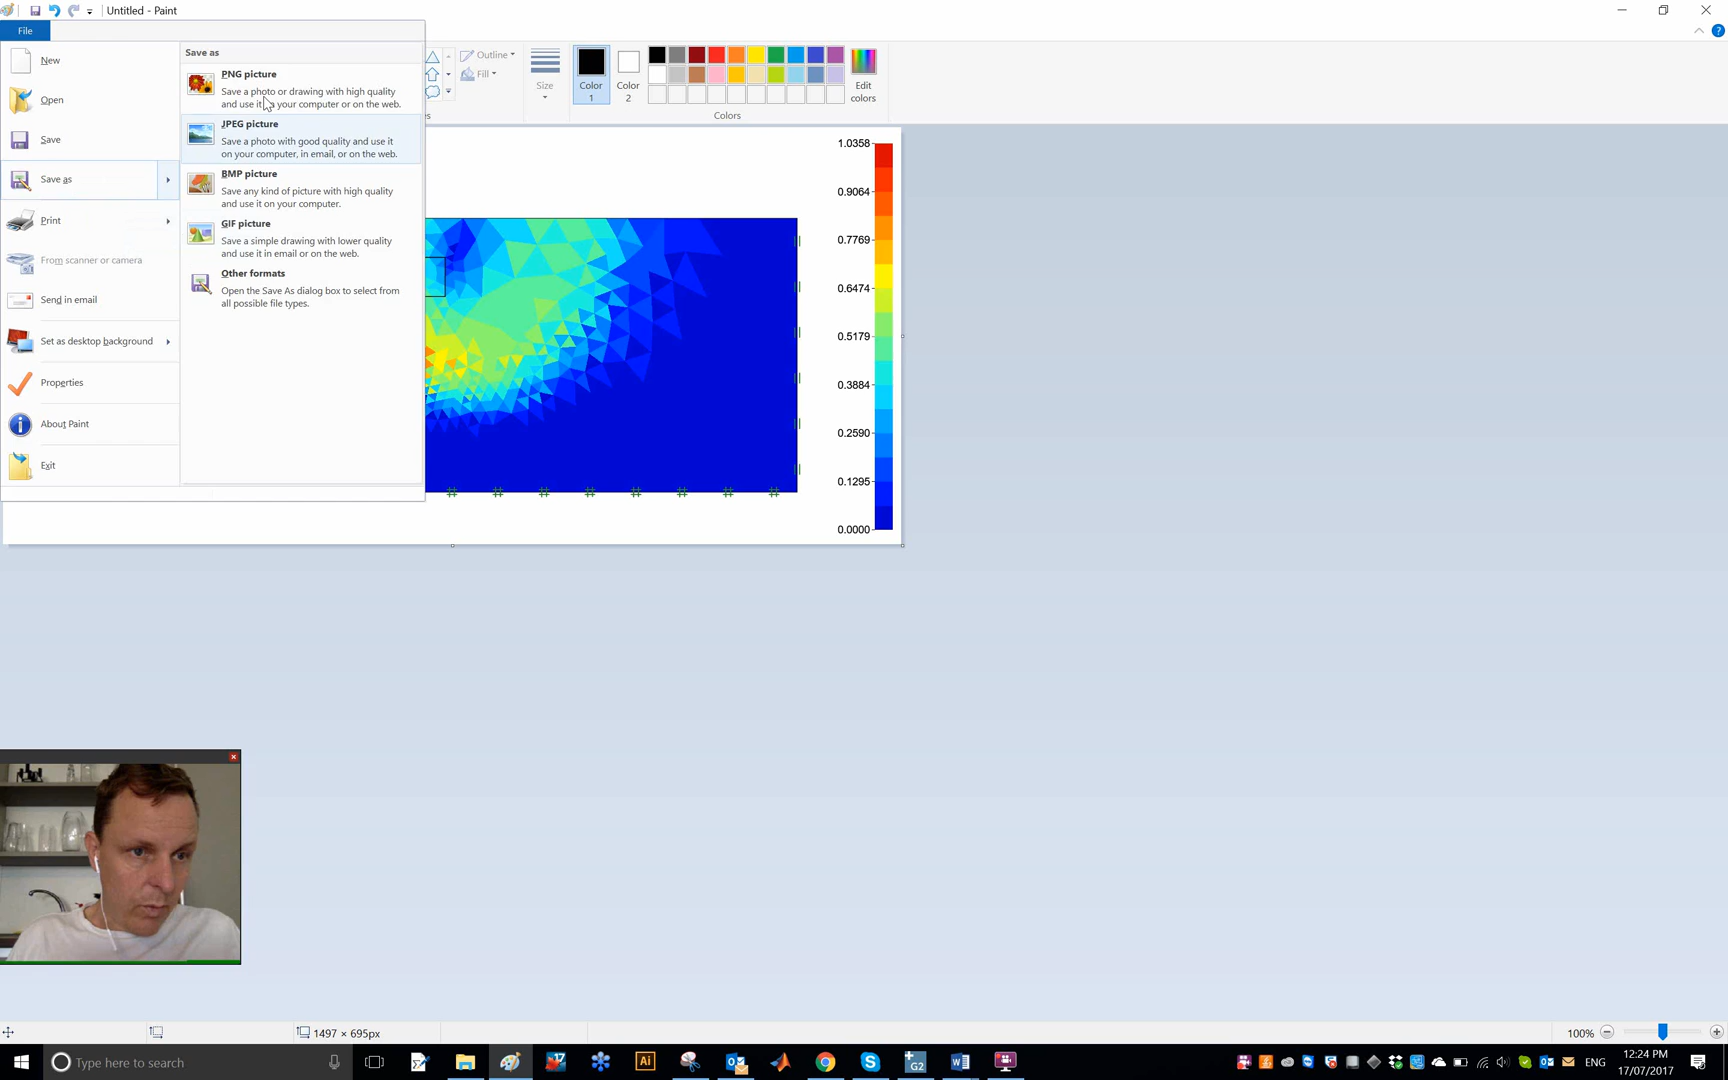 Untitled - Paint
File
New
Open
Save
Save as
Print
From scanner or camera
Send in email
Set as desktop background
Properties
About Paint
Exit
Save as
PNG picture
Save a photo or drawing with high quality
and use it on your computer or on the web.
JPEG picture
Save a photo with good quality and use it
on your computer, in email, or on the web.
BMP picture
Save any kind of picture with high quality
and use it on your computer.
GIF picture
Save a simple drawing with lower quality
and use it in email or on the web.
Other formats
Open the Save As dialog box to select from
all possible file types.
Outline
Fill
Size
Color
1
Color
2
Edit
colors
Colors
1.0358
0.9064
0.7769
0.6474
0.5179
0.3884
0.2590
0.1295
0.0000
1497 × 695px
100%
Type here to search
17
Ai
G2
ENG
12:24 PM
17/07/2017